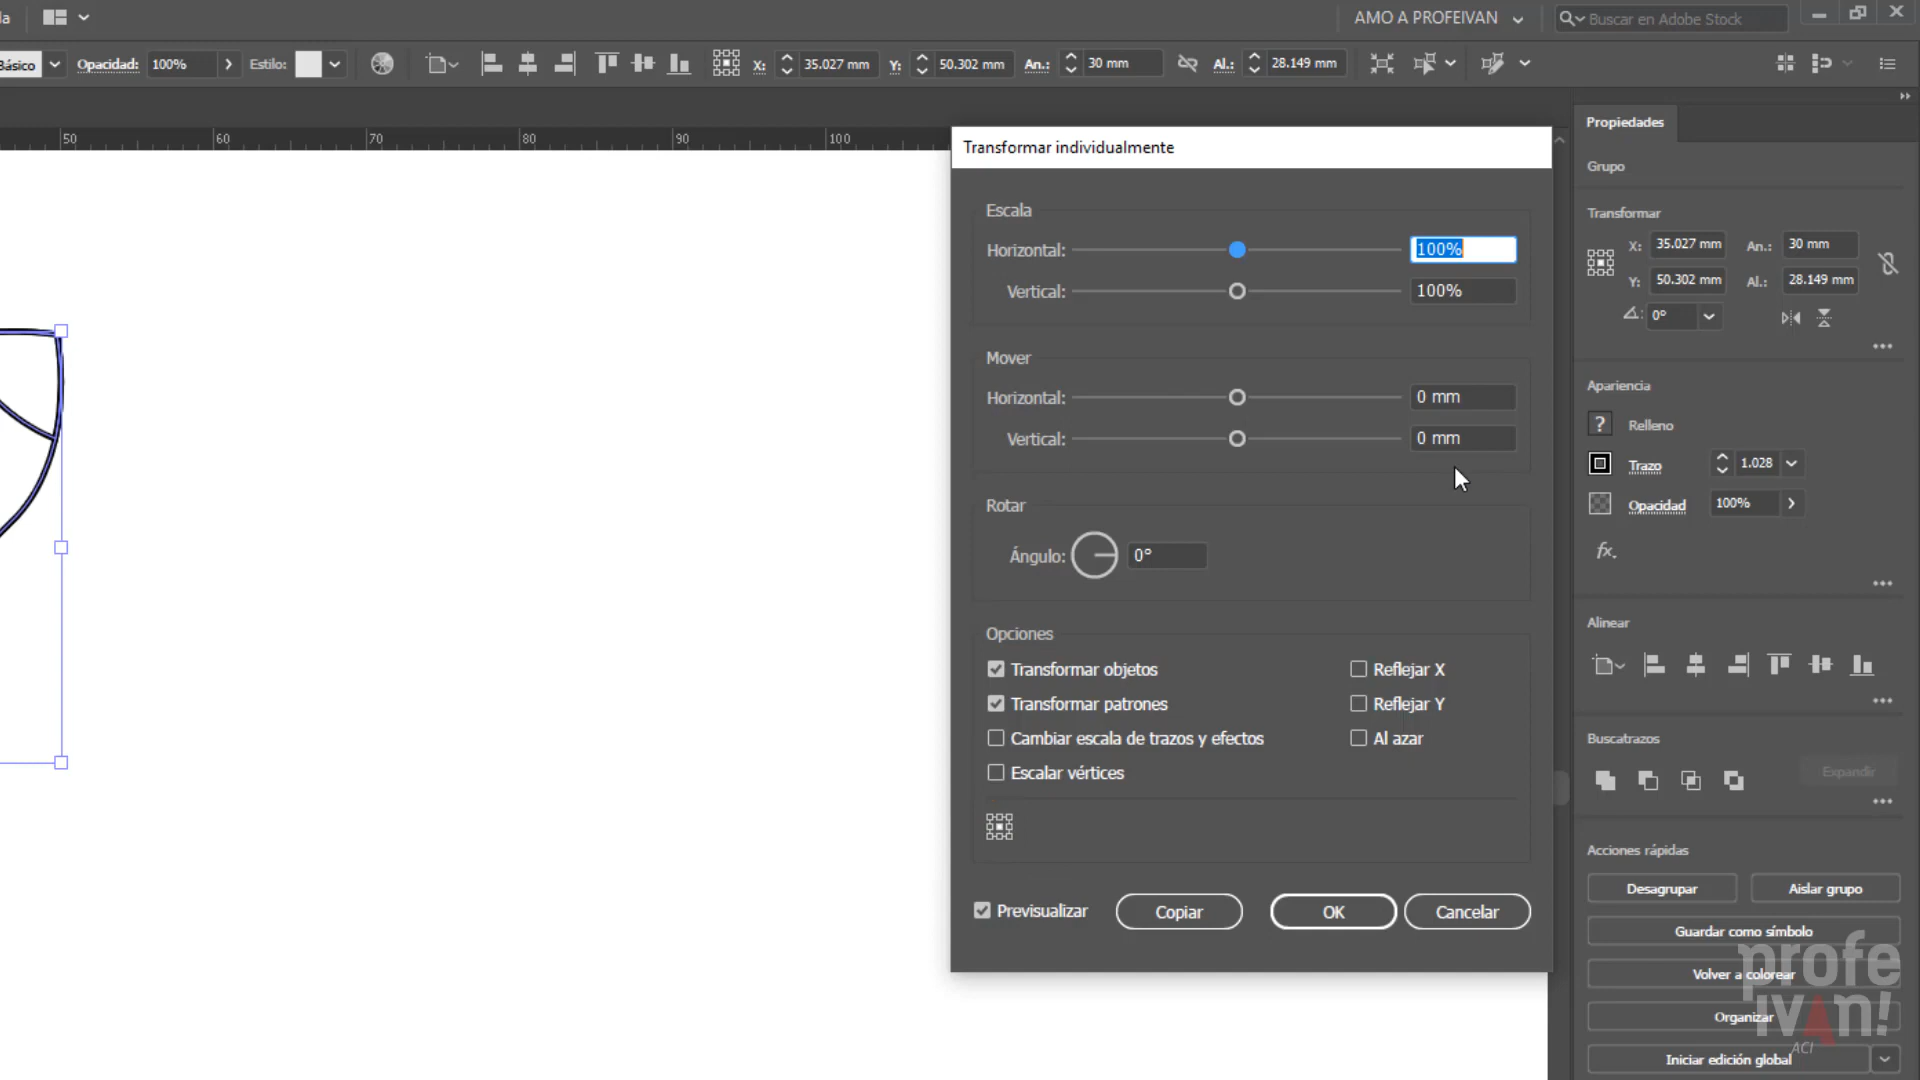 la
AMO A PROFEIVAN
Buscar en Adobe Stock
Básico Opacidad: 100% Estilo: X: 35.027 mm Y: 50.302 mm An.: 30 mm Al.: 28.149 mm
50 60 70 80 90 100
Transformar individualmente
Escala
Horizontal: 100%
Vertical: 100%
Mover
Horizontal: 0 mm
Vertical: 0 mm
Rotar
Ángulo: 0°
Opciones
Transformar objetos Reflejar X
Transformar patrones Reflejar Y
Cambiar escala de trazos y efectos Al azar
Escalar vértices
Previsualizar Copiar OK Cancelar
Propiedades
Grupo
Transformar
X: 35.027 mm An.: 30 mm
Y: 50.302 mm Al.: 28.149 mm
0°
Apariencia
? Relleno
Trazo 1.028
Opacidad 100%
fx.
Alinear
Buscatrazos
Expandir
Acciones rápidas
Desagrupar Aislar grupo
Guardar como símbolo
Volver a colorear
Organizar
Iniciar edición global
profe
ivan!
ACI